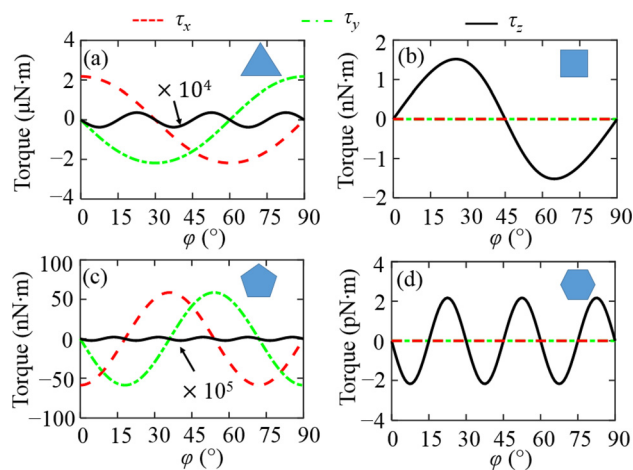 τx τy τz
(a) × 10⁴
Torque (μN·m)
4
2
0
−2
−4
0 15 30 45 60 75 90
φ (°)
(b)
Torque (nN·m)
2
1
0
−1
−2
0 15 30 45 60 75 90
φ (°)
(c) × 10⁵
Torque (nN·m)
100
50
0
−50
−100
0 15 30 45 60 75 90
φ (°)
(d)
Torque (pN·m)
4
2
0
−2
−4
0 15 30 45 60 75 90
φ (°)